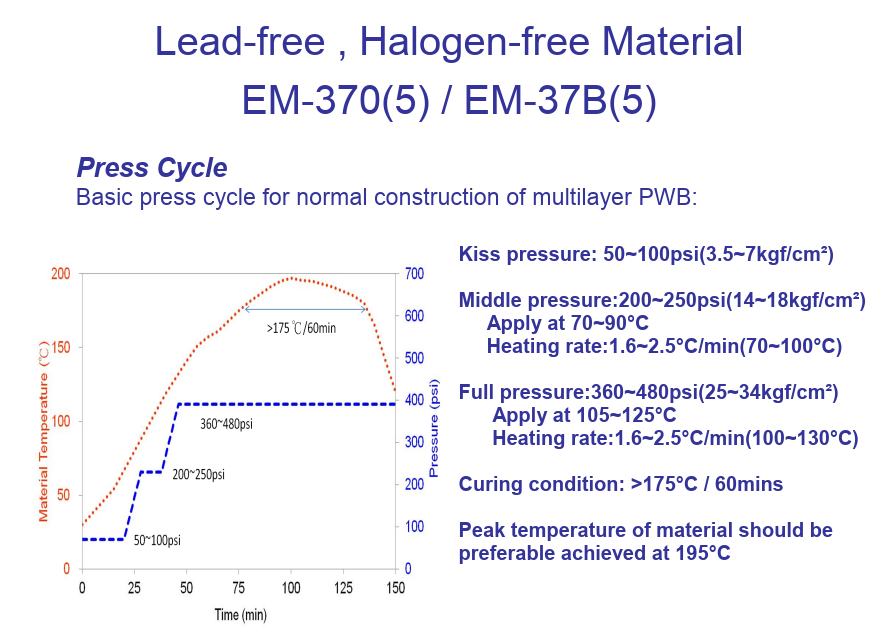 Lead-free , Halogen-free Material
EM-370(5) / EM-37B(5)
Press Cycle
Basic press cycle for normal construction of multilayer PWB:
Kiss pressure: 50~100psi(3.5~7kgf/cm²)
Middle pressure:200~250psi(14~18kgf/cm²)
Apply at 70~90°C
Heating rate:1.6~2.5°C/min(70~100°C)
Full pressure:360~480psi(25~34kgf/cm²)
Apply at 105~125°C
Heating rate:1.6~2.5°C/min(100~130°C)
Curing condition: >175°C / 60mins
Peak temperature of material should be
preferable achieved at 195°C
Material Temperature (℃)
200
150
100
50
0
700
600
500
400
300
200
100
0
Pressure (psi)
>175 ℃/60min
360~480psi
200~250psi
50~100psi
0 25 50 75 100 125 150
Time (min)